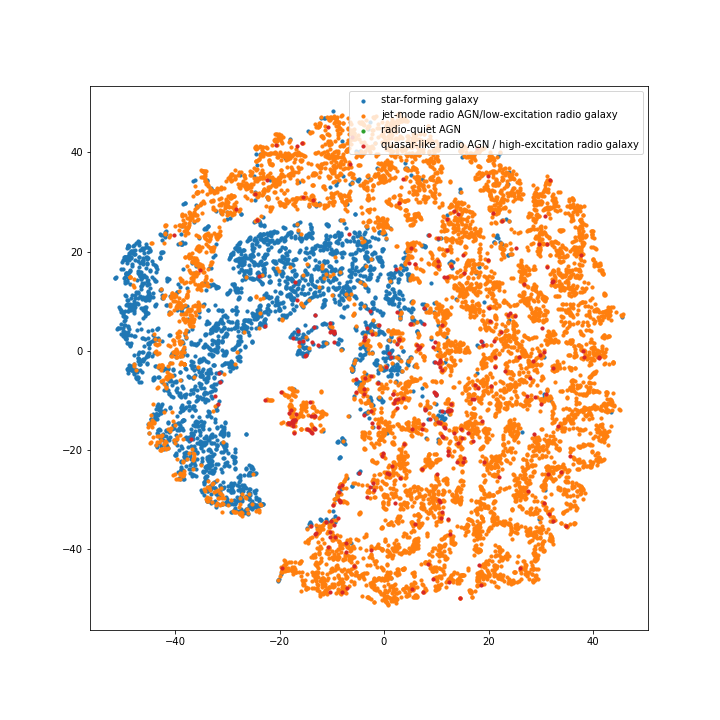 star-forming galaxy
jet-mode radio AGN/low-excitation radio galaxy
radio-quiet AGN
quasar-like radio AGN / high-excitation radio galaxy
40
20
0
−20
−40
−40 −20 0 20 40